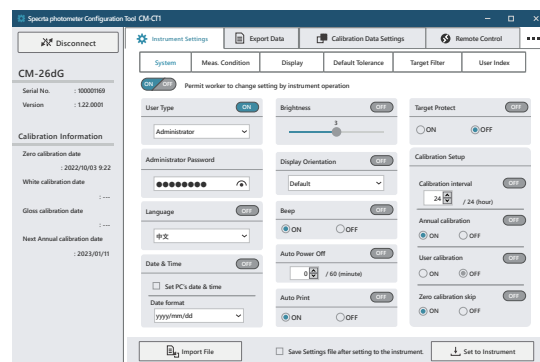 Spectra photometer Configuration Tool CM-CT1
Disconnect
CM-26dG
Serial No. : 100001169
Version : 1.22.0001
Calibration Information
Zero calibration date
: 2022/10/03 9:22
White calibration date
: ---
Gloss calibration date
: ---
Next Annual calibration date
: 2023/01/11
Instrument Settings Export Data Calibration Data Settings Remote Control
System Meas. Condition Display Default Tolerance Target Filter User Index
ON OFF Permit worker to change setting by instrument operation
User Type ON
Administrator
Administrator Password
Language OFF
中文
Date & Time OFF
Set PC's date & time
Date format
yyyy/mm/dd
Brightness OFF
3
Display Orientation OFF
Default
Beep OFF
ON OFF
Auto Power Off OFF
0 / 60 (minute)
Auto Print OFF
ON OFF
Target Protect OFF
ON OFF
Calibration Setup
Calibration interval OFF
24 / 24 (hour)
Annual calibration OFF
ON OFF
User calibration OFF
ON OFF
Zero calibration skip OFF
ON OFF
Import File
Save Settings file after setting to the instrument.
Set to Instrument